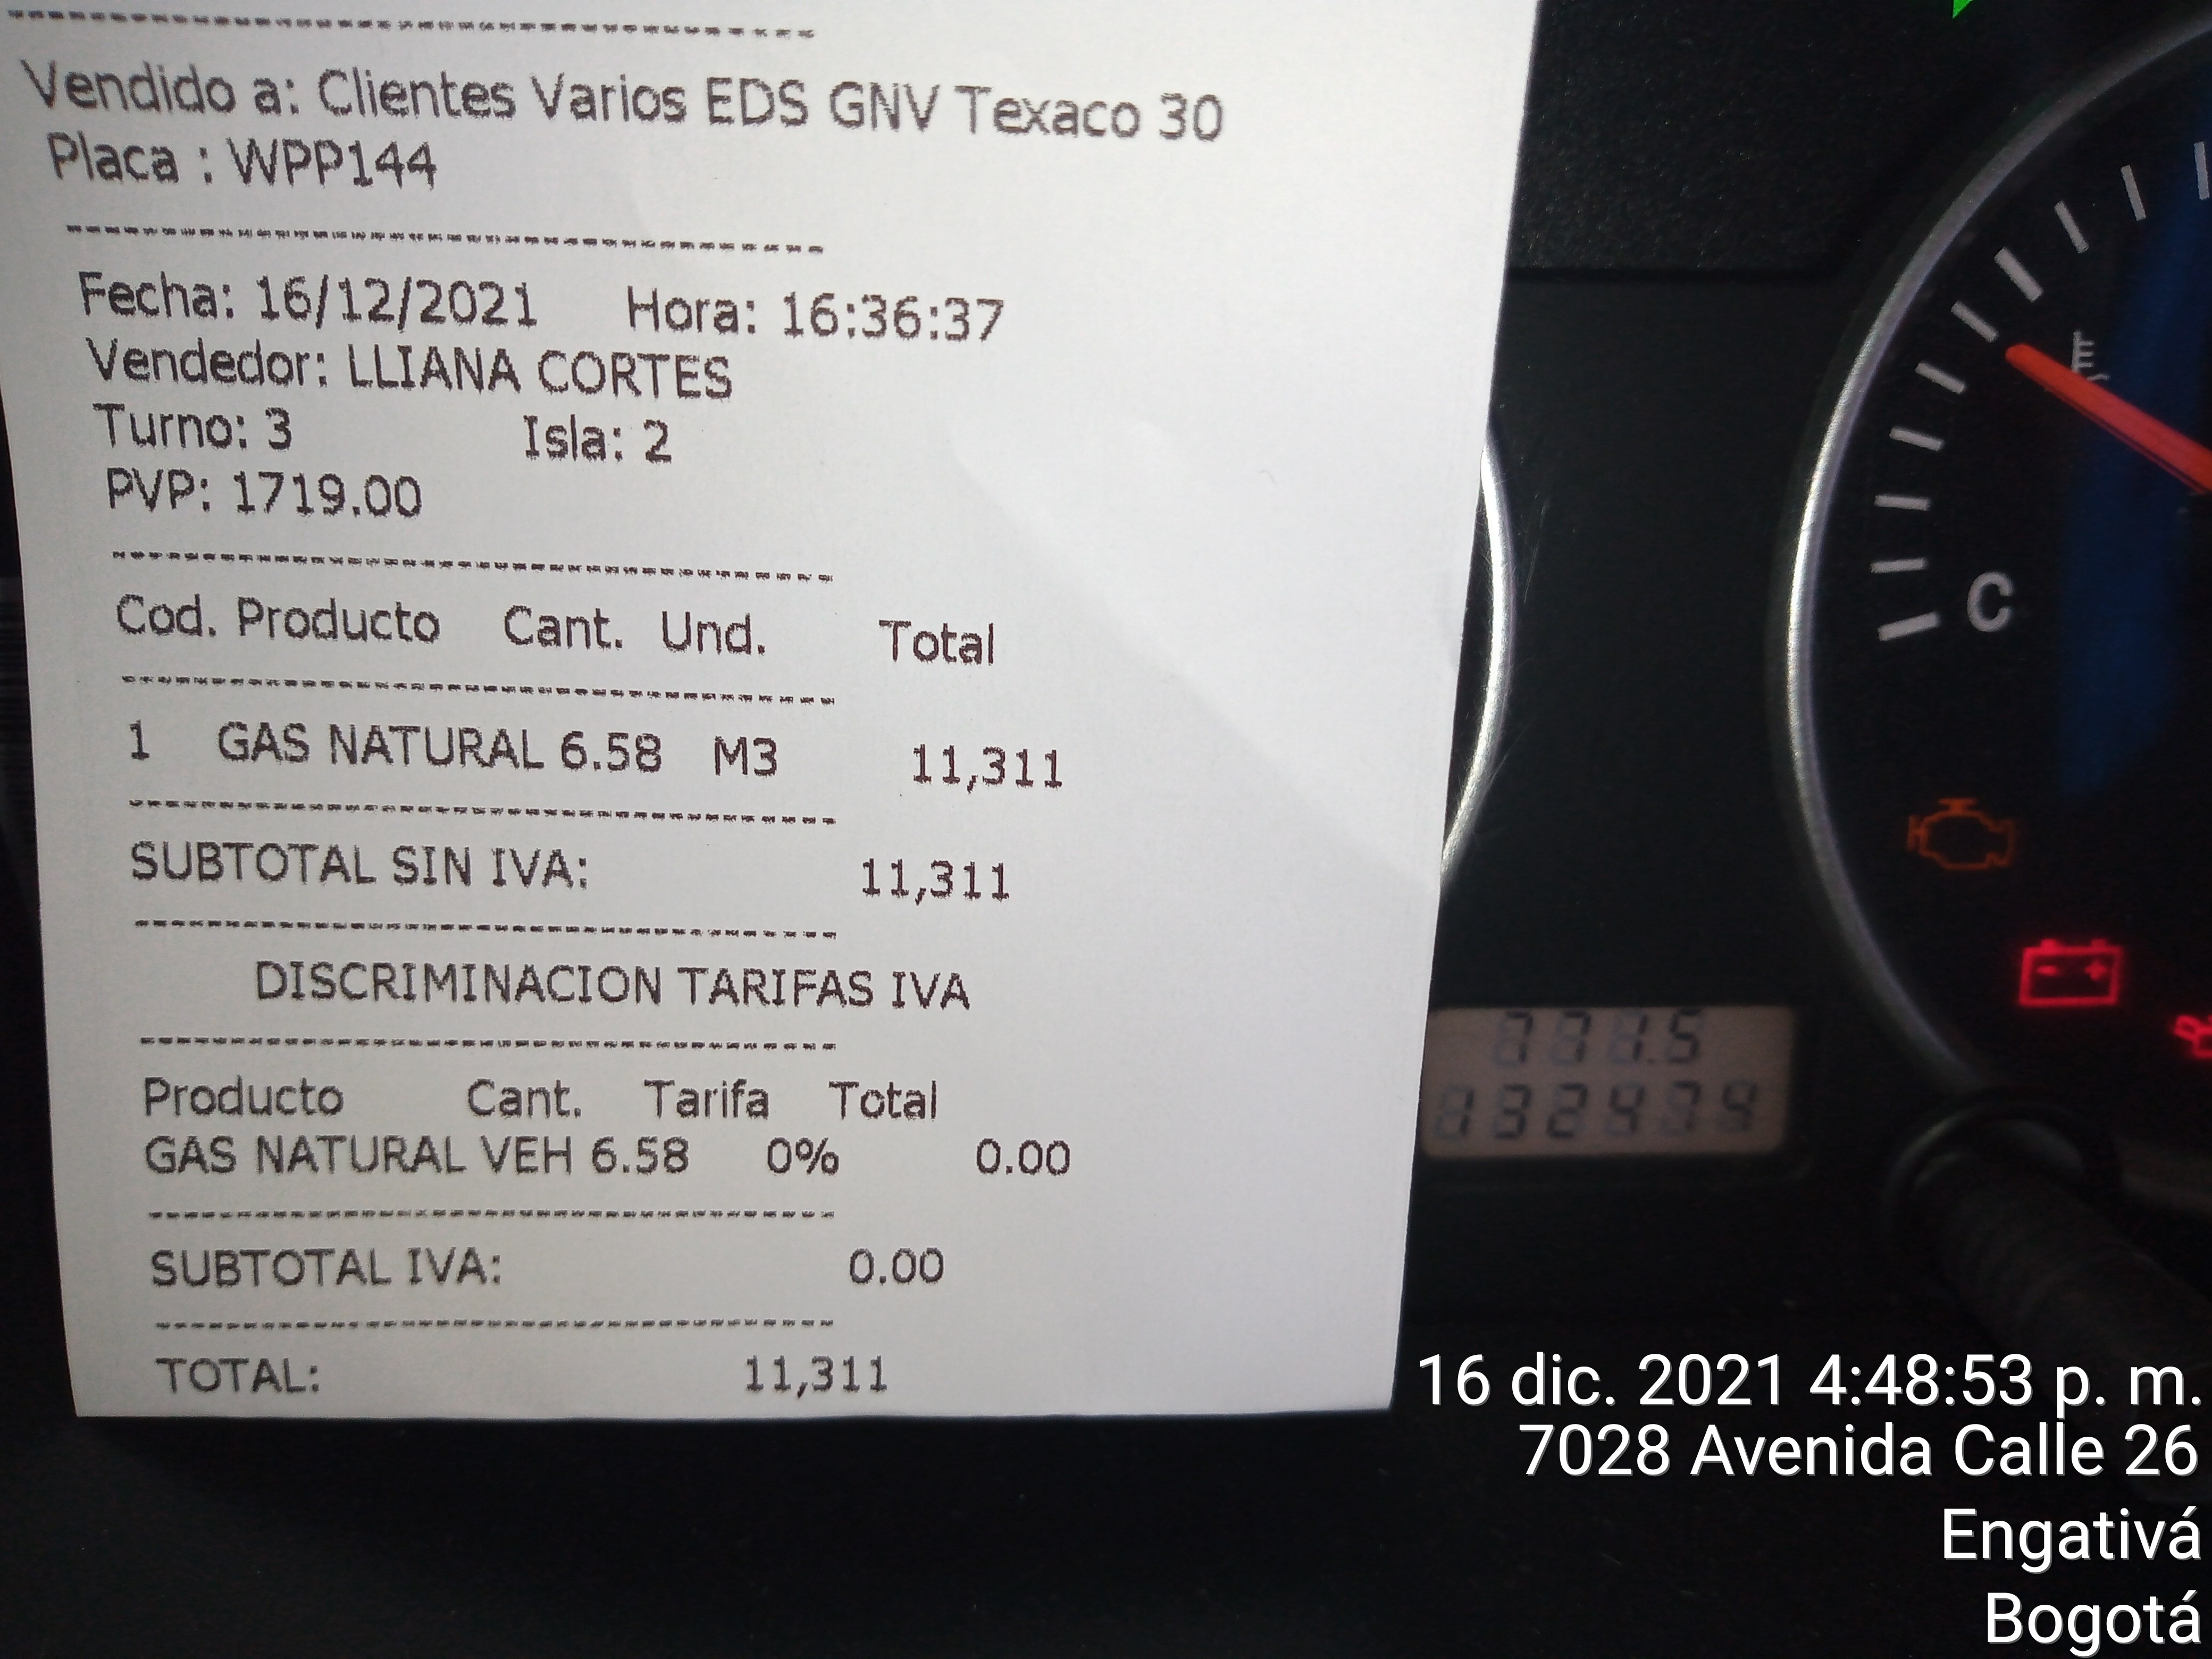 Vendido a: Clientes Varios EDS GNV Texaco 30
Placa : WPP144
Fecha: 16/12/2021 Hora: 16:36:37
Vendedor: LLIANA CORTES
Turno: 3 Isla: 2
PVP: 1719.00
Cod. Producto Cant. Und. Total
1 GAS NATURAL 6.58 M3 11,311
SUBTOTAL SIN IVA: 11,311
DISCRIMINACION TARIFAS IVA
Producto Cant. Tarifa Total
GAS NATURAL VEH 6.58 0% 0.00
SUBTOTAL IVA: 0.00
TOTAL: 11,311
C
771.5
132474
16 dic. 2021 4:48:53 p. m.
7028 Avenida Calle 26
Engativá
Bogotá